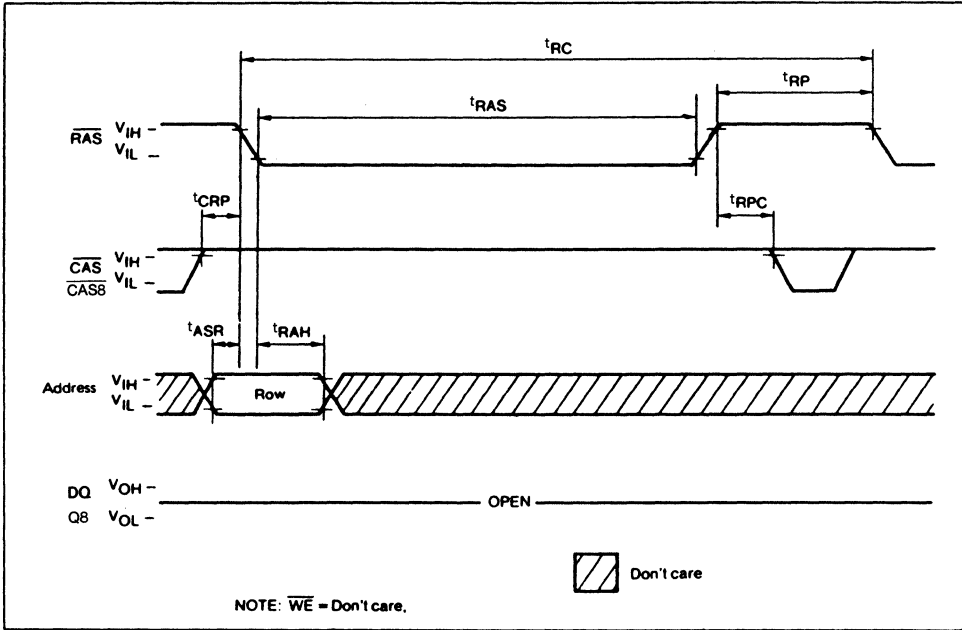 tRC
tRP
tRAS
RAS VIH
VIL
tCRP
tRPC
CAS VIH
CAS8 VIL
tASR tRAH
Address VIH
VIL
Row
DQ VOH
OPEN
Q8 VOL
Don't care
NOTE: WE = Don't care,